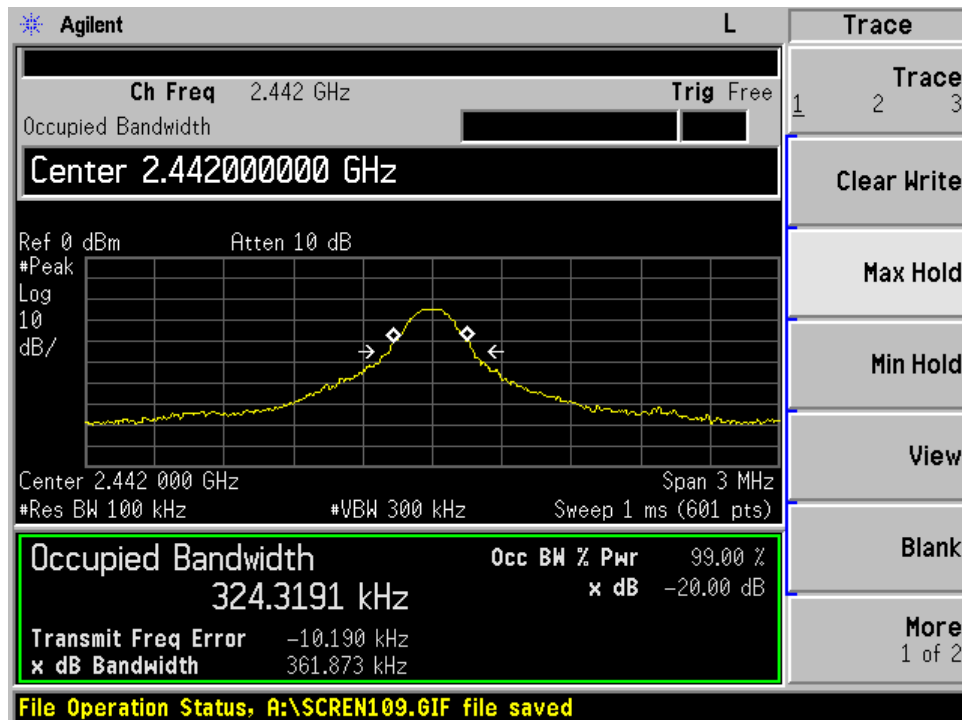 Agilent L
Ch Freq 2.442 GHz Trig Free
Occupied Bandwidth
Center 2.442000000 GHz
Ref 0 dBm Atten 10 dB
#Peak
Log
10
dB/
Center 2.442 000 GHz Span 3 MHz
#Res BW 100 kHz #VBW 300 kHz Sweep 1 ms (601 pts)
Occupied Bandwidth Occ BW % Pwr 99.00 %
324.3191 kHz x dB -20.00 dB
Transmit Freq Error -10.190 kHz
x dB Bandwidth 361.873 kHz
File Operation Status, A:\SCREN109.GIF file saved
Trace
Trace
1 2 3
Clear Write
Max Hold
Min Hold
View
Blank
More
1 of 2